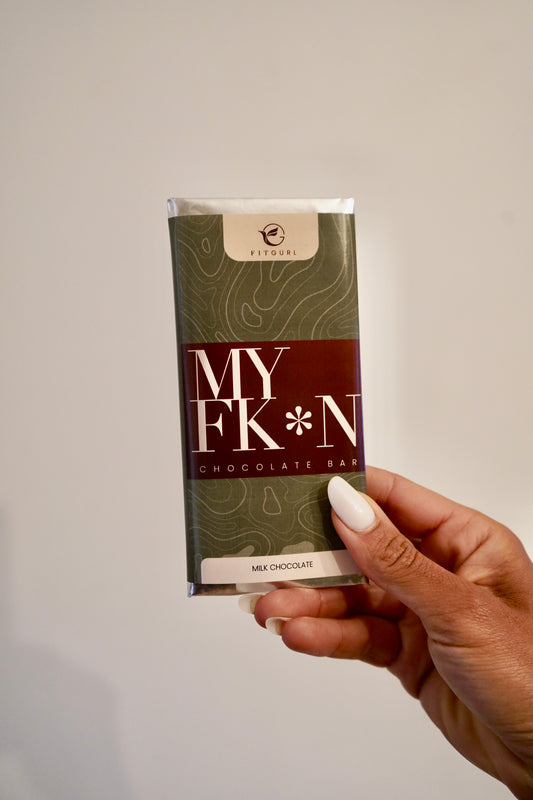 FITGURL
MY
FK*N
CHOCOLATE BAR
MILK CHOCOLATE